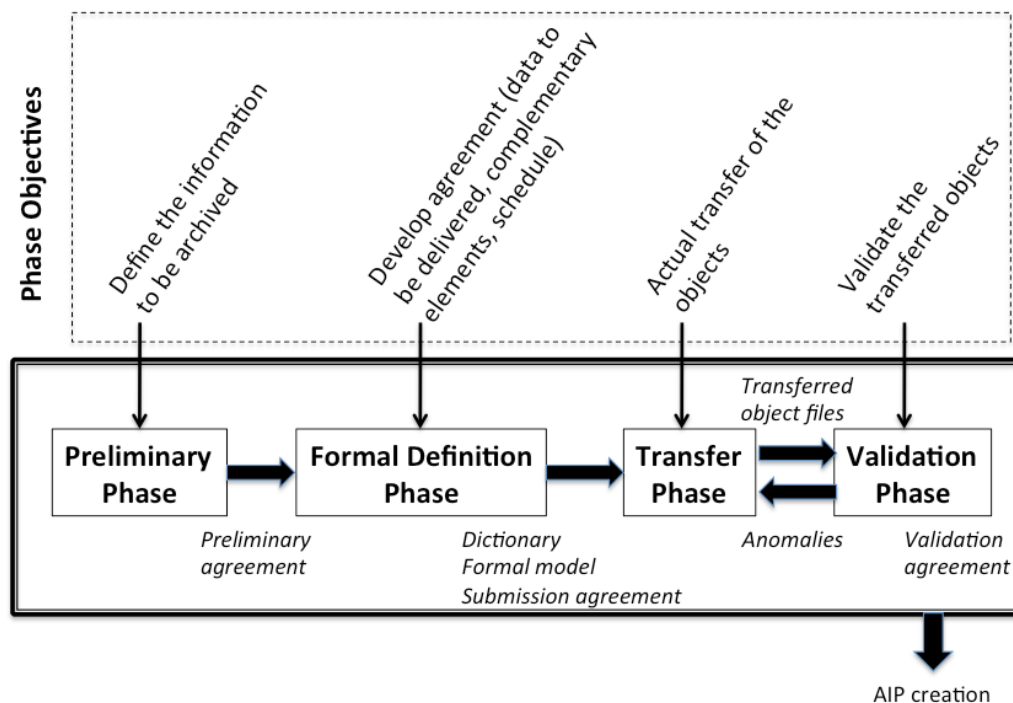 Phase Objectives
Define the information
to be archived
Develop agreement (data to
be delivered, complementary
elements, schedule)
Actual transfer of the
objects
Validate the
transferred objects
Preliminary
Phase
Formal Definition
Phase
Transfer
Phase
Transferred
object files
Validation
Phase
Preliminary
agreement
Dictionary
Formal model
Submission agreement
Anomalies
Validation
agreement
AIP creation